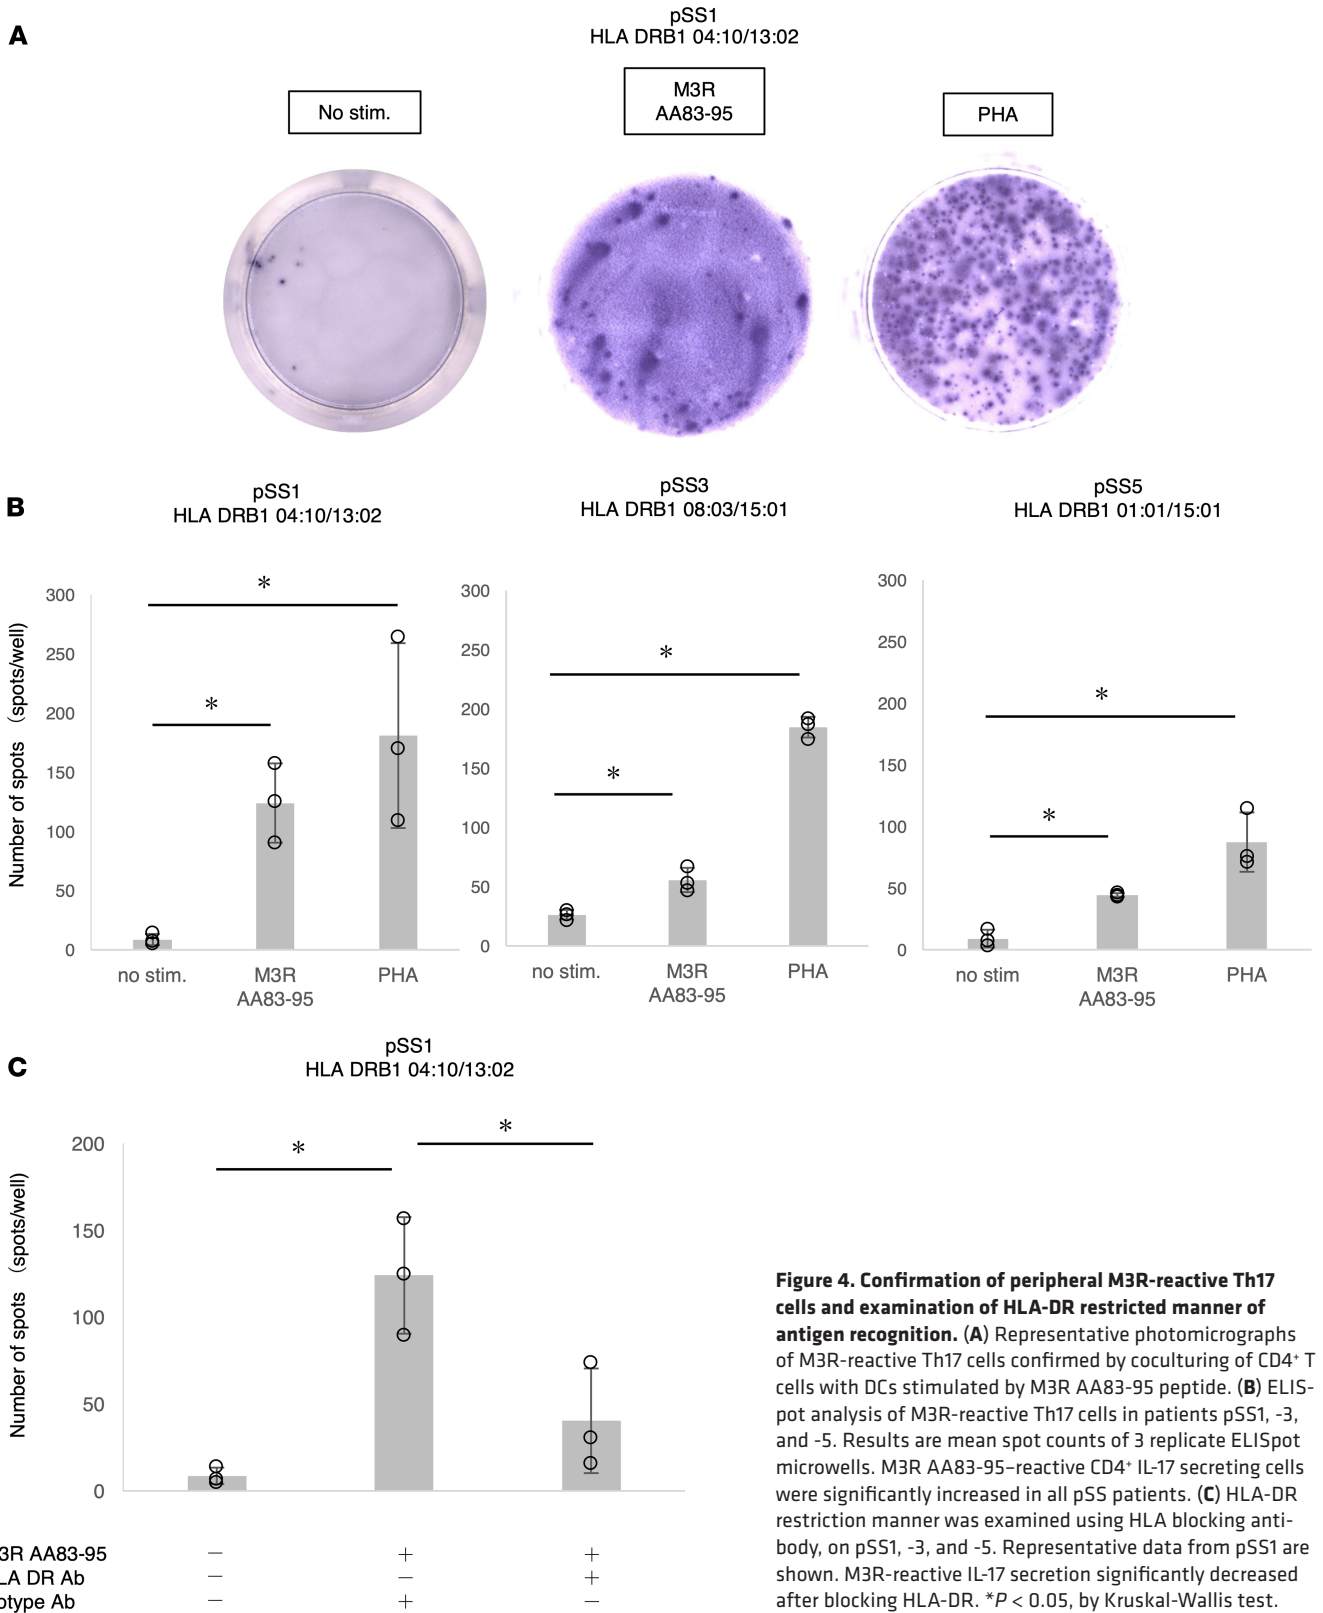 A
pSS1
HLA DRB1 04:10/13:02
No stim.
M3R
AA83-95
PHA
B
pSS1
HLA DRB1 04:10/13:02
Number of spots (spots/well)
300
250
200
150
100
50
0
*
*
no stim.
M3R
AA83-95
PHA
pSS3
HLA DRB1 08:03/15:01
300
250
200
150
100
50
0
*
*
no stim.
M3R
AA83-95
PHA
pSS5
HLA DRB1 01:01/15:01
300
250
200
150
100
50
0
*
*
no stim
M3R
AA83-95
PHA
C
pSS1
HLA DRB1 04:10/13:02
Number of spots (spots/well)
200
150
100
50
0
*
*
3R AA83-95 — + +
LA DR Ab — — +
otype Ab — + —
Figure 4. Confirmation of peripheral M3R-reactive Th17
cells and examination of HLA-DR restricted manner of
antigen recognition. (A) Representative photomicrographs
of M3R-reactive Th17 cells confirmed by coculturing of CD4⁺ T
cells with DCs stimulated by M3R AA83-95 peptide. (B) ELIS-
pot analysis of M3R-reactive Th17 cells in patients pSS1, -3,
and -5. Results are mean spot counts of 3 replicate ELISpot
microwells. M3R AA83-95–reactive CD4⁺ IL-17 secreting cells
were significantly increased in all pSS patients. (C) HLA-DR
restriction manner was examined using HLA blocking anti-
body, on pSS1, -3, and -5. Representative data from pSS1 are
shown. M3R-reactive IL-17 secretion significantly decreased
after blocking HLA-DR. *P < 0.05, by Kruskal-Wallis test.